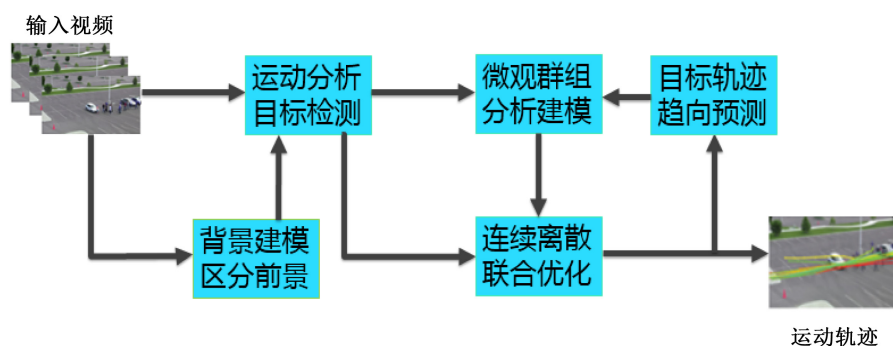 输入视频
运动分析
目标检测
微观群组
分析建模
目标轨迹
趋向预测
背景建模
区分前景
连续离散
联合优化
运动轨迹